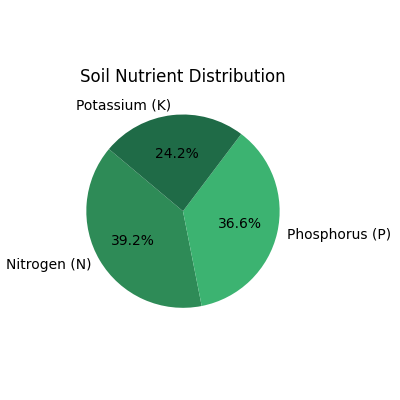 Soil Nutrient Distribution
Potassium (K)
24.2%
36.6%
Phosphorus (P)
39.2%
Nitrogen (N)